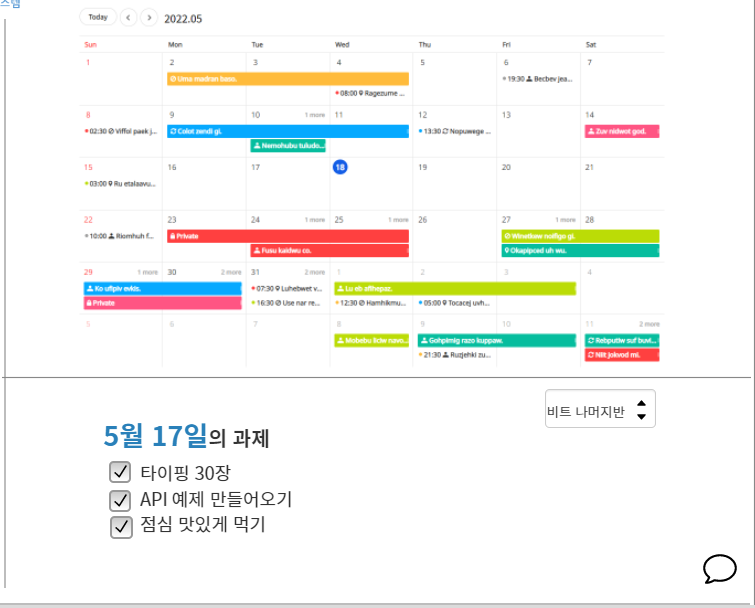 스템
Today < > 2022.05
Sun Mon Tue Wed Thu Fri Sat
1 2 3 4 5 6 7
Uma madran baso. 19:30 Becbev jea...
08:00 Ragezume ...
8 9 10 1 more 11 12 13 14
02:30 Viffol paek j... Colot zendi gi. 13:30 Nopuwege ... Zov nidwot god.
Nemohubu tuludo...
15 16 17 18 19 20 21
03:00 Ru etalaavu...
22 23 24 1 more 25 1 more 26 27 1 more 28
10:00 Riomhuh f... Private Winetkew noifigo gi.
Fusu kaidwu co. Okapipced uh wu.
29 1 more 30 2 more 31 2 more 1 2 3 4
Ko ufipiv evkis. 07:30 Luhebwet v... Lu eb afihepaz.
Private 16:30 Use nar re... 12:30 Hamhikmu... 05:00 Tocacej uvh...
5 6 7 8 9 10 11 2 more
Mobebu liciw navo... Gohpimig razo kuppaw. Rebputiw suf buvi...
21:30 Ruzjehki zu... Niit jokvod mi.
비트 나머지반
5월 17일의 과제
타이핑 30장
API 예제 만들어오기
점심 맛있게 먹기